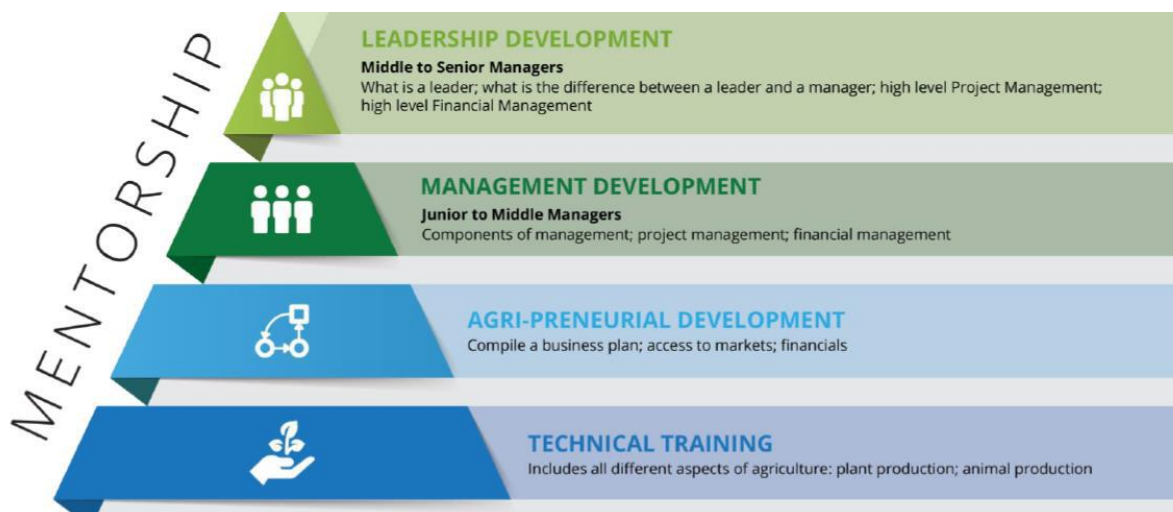 MENTORSHIP
LEADERSHIP DEVELOPMENT
Middle to Senior Managers
What is a leader; what is the difference between a leader and a manager; high level Project Management;
high level Financial Management
MANAGEMENT DEVELOPMENT
Junior to Middle Managers
Components of management; project management; financial management
AGRI-PRENEURIAL DEVELOPMENT
Compile a business plan; access to markets; financials
TECHNICAL TRAINING
Includes all different aspects of agriculture: plant production; animal production